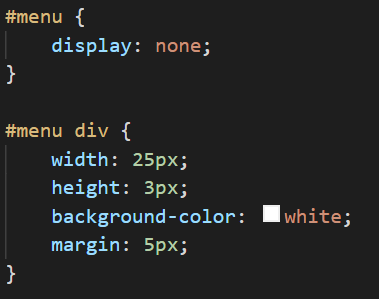 #menu {
    display: none;
}

#menu div {
    width: 25px;
    height: 3px;
    background-color: white;
    margin: 5px;
}